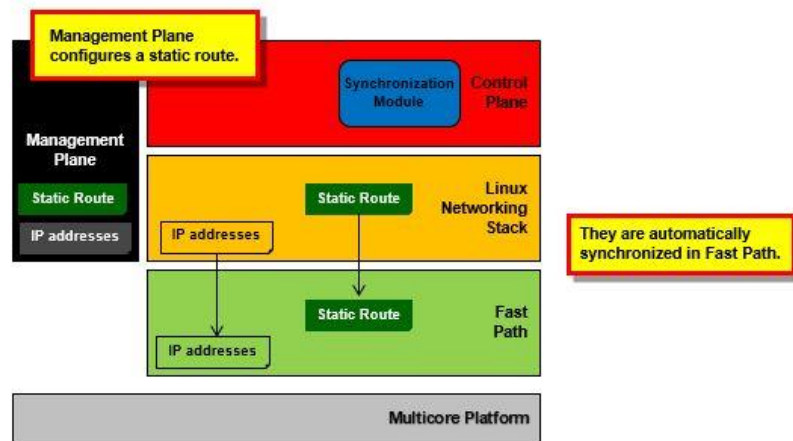 Management Plane
configures a static route.
Synchronization
Module
Control
Plane
Management
Plane
Static Route
IP addresses
Static Route
Linux
Networking
Stack
IP addresses
They are automatically
synchronized in Fast Path.
Static Route
Fast
Path
IP addresses
Multicore Platform